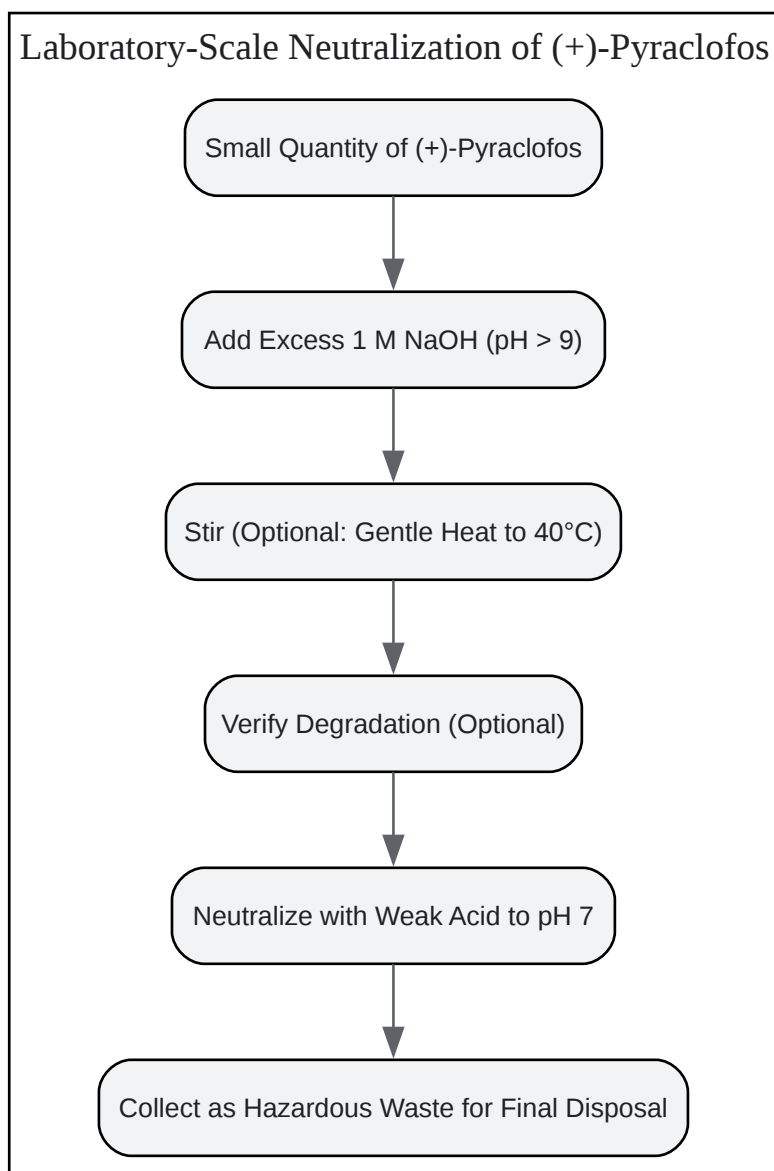 Laboratory-Scale Neutralization of (+)-Pyraclofos
Small Quantity of (+)-Pyraclofos
Add Excess 1 M NaOH (pH > 9)
Stir (Optional: Gentle Heat to 40°C)
Verify Degradation (Optional)
Neutralize with Weak Acid to pH 7
Collect as Hazardous Waste for Final Disposal